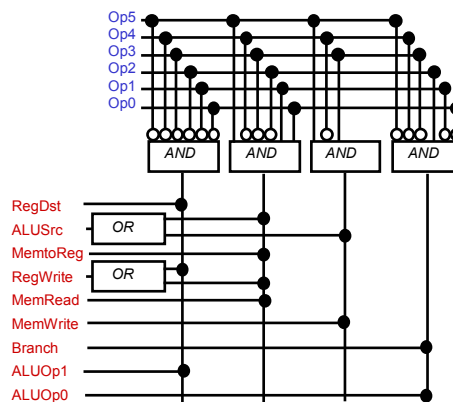 Op5
Op4
Op3
Op2
Op1
Op0
AND AND AND AND
RegDst
ALUSrc OR
MemtoReg
RegWrite OR
MemRead
MemWrite
Branch
ALUOp1
ALUOp0